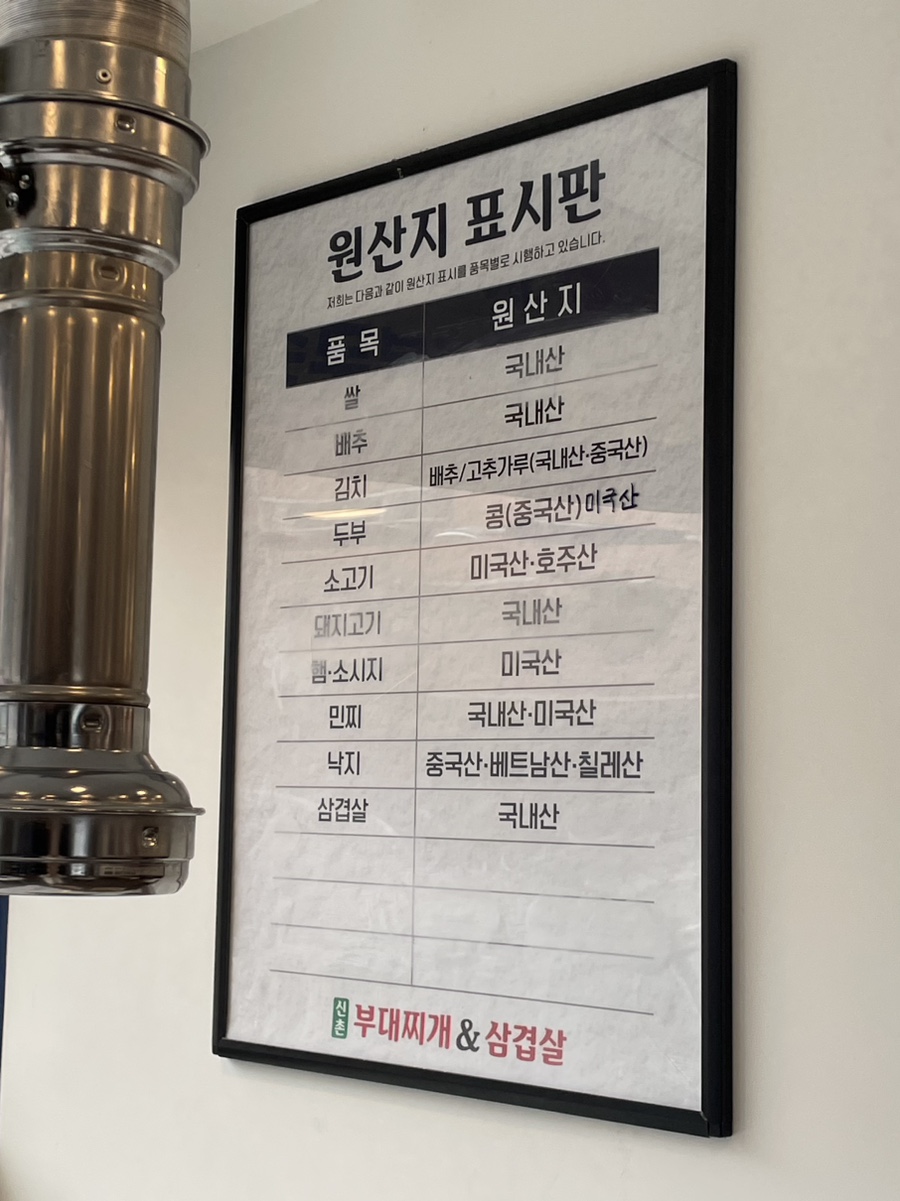 원산지 표시판
저희는 다음과 같이 원산지 표시를 품목별로 시행하고 있습니다.
품 목 원 산 지
쌀 국내산
배추 국내산
김치 배추/고추가루(국내산·중국산)
두부 콩(중국산)미국산
소고기 미국산·호주산
돼지고기 국내산
햄·소시지 미국산
민찌 국내산·미국산
낙지 중국산·베트남산·칠레산
삼겹살 국내산
신촌 부대찌개 & 삼겹살